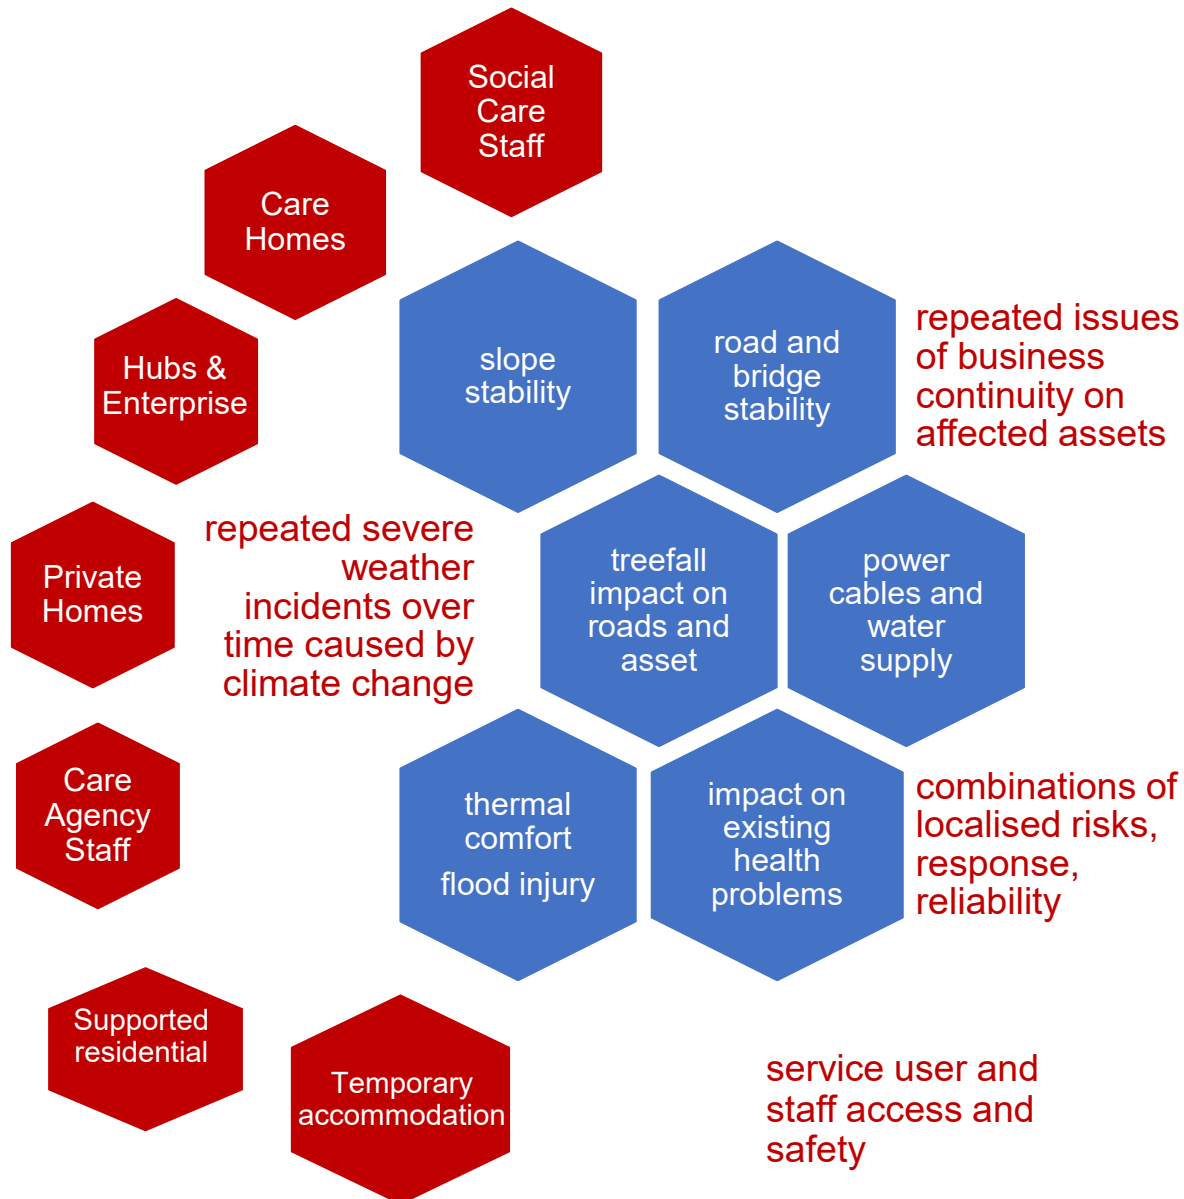 Social
Care
Staff
Care
Homes
Hubs &
Enterprise
slope
stability
road and
bridge
stability
repeated issues
of business
continuity on
affected assets
Private
Homes
repeated severe
weather
incidents over
time caused by
climate change
treefall
impact on
roads and
asset
power
cables and
water
supply
Care
Agency
Staff
thermal
comfort
flood injury
impact on
existing
health
problems
combinations of
localised risks,
response,
reliability
Supported
residential
Temporary
accommodation
service user and
staff access and
safety